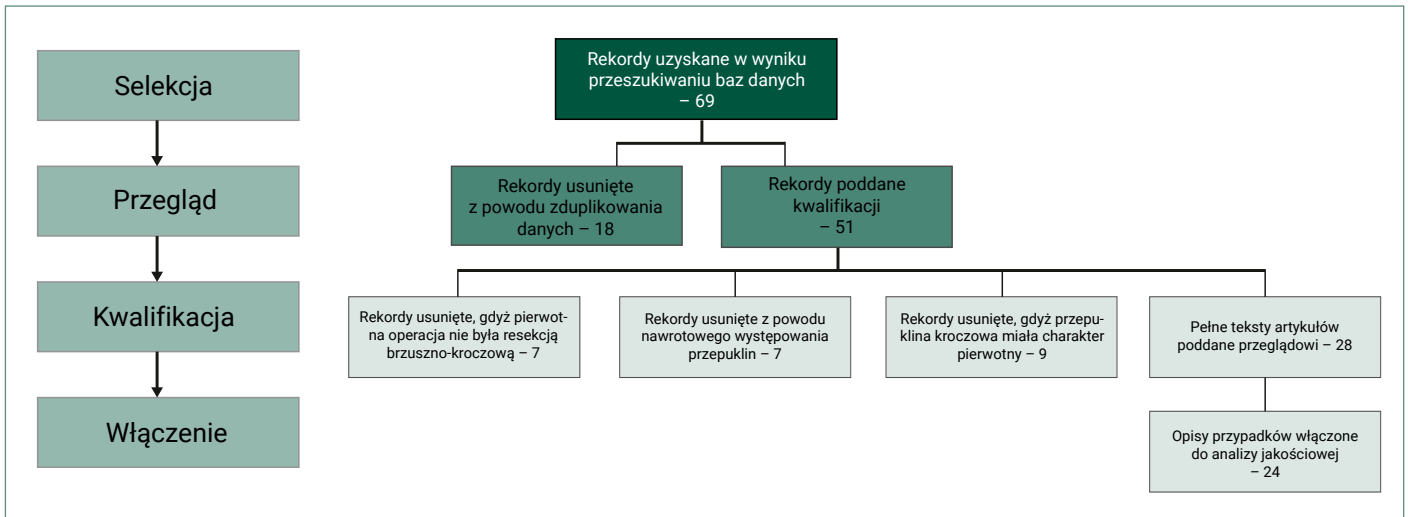 Selekcja
Przegląd
Kwalifikacja
Włączenie
Rekordy uzyskane w wyniku
przeszukiwaniu baz danych
– 69
Rekordy usunięte
z powodu zduplikowania
danych – 18
Rekordy poddane
kwalifikacji
– 51
Rekordy usunięte, gdyż pierwot-
na operacja nie była resekcją
brzuszno-kroczową – 7
Rekordy usunięte z powodu
nawrotowego występowania
przepuklin – 7
Rekordy usunięte, gdyż przepu-
klina kroczowa miała charakter
pierwotny – 9
Pełne teksty artykułów
poddane przeglądowi – 28
Opisy przypadków włączone
do analizy jakościowej
– 24